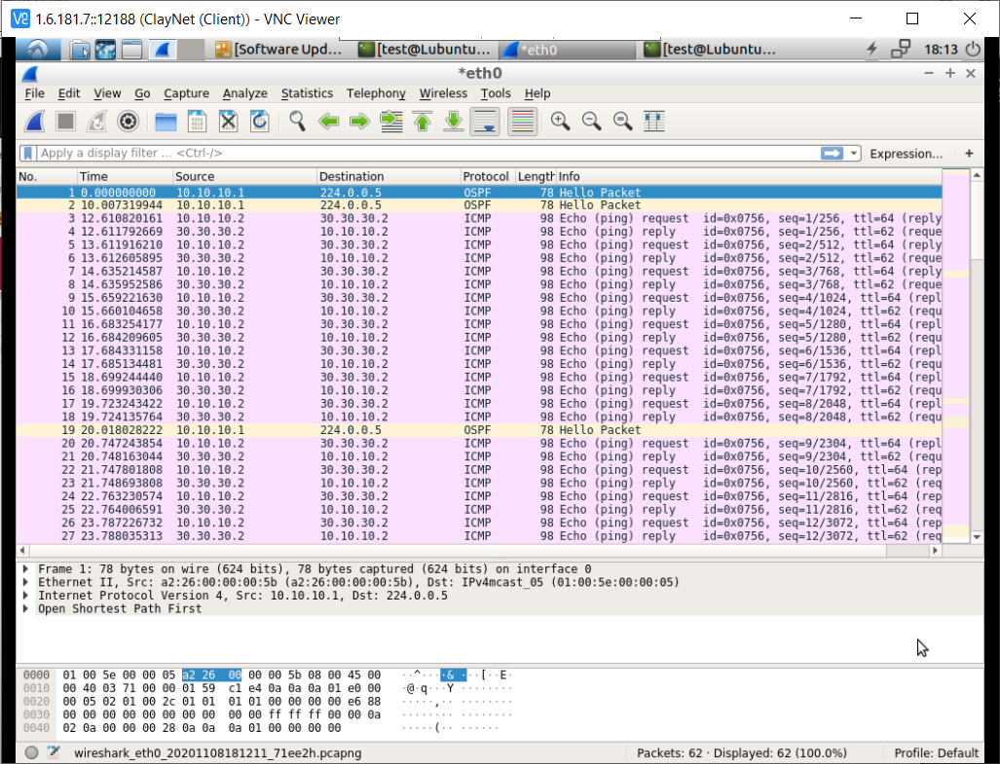 1.6.181.7::12188 (ClayNet (Client)) - VNC Viewer
[Software Upd... [test@Lubuntu... *eth0 [test@Lubuntu... 18:13
*eth0
File Edit View Go Capture Analyze Statistics Telephony Wireless Tools Help
Apply a display filter ... <Ctrl-/> Expression... +
No. Time Source Destination Protocol Length Info
1 0.000000000 10.10.10.1 224.0.0.5 OSPF 78 Hello Packet
2 10.007319944 10.10.10.1 224.0.0.5 OSPF 78 Hello Packet
3 12.610820161 10.10.10.2 30.30.30.2 ICMP 98 Echo (ping) request id=0x0756, seq=1/256, ttl=64 (reply
4 12.611792669 30.30.30.2 10.10.10.2 ICMP 98 Echo (ping) reply id=0x0756, seq=1/256, ttl=62 (reque
5 13.611916210 10.10.10.2 30.30.30.2 ICMP 98 Echo (ping) request id=0x0756, seq=2/512, ttl=64 (reply
6 13.612605895 30.30.30.2 10.10.10.2 ICMP 98 Echo (ping) reply id=0x0756, seq=2/512, ttl=62 (reque
7 14.635214587 10.10.10.2 30.30.30.2 ICMP 98 Echo (ping) request id=0x0756, seq=3/768, ttl=64 (reply
8 14.635952586 30.30.30.2 10.10.10.2 ICMP 98 Echo (ping) reply id=0x0756, seq=3/768, ttl=62 (reque
9 15.659221630 10.10.10.2 30.30.30.2 ICMP 98 Echo (ping) request id=0x0756, seq=4/1024, ttl=64 (repl
10 15.660104658 30.30.30.2 10.10.10.2 ICMP 98 Echo (ping) reply id=0x0756, seq=4/1024, ttl=62 (requ
11 16.683254177 10.10.10.2 30.30.30.2 ICMP 98 Echo (ping) request id=0x0756, seq=5/1280, ttl=64 (repl
12 16.684209605 30.30.30.2 10.10.10.2 ICMP 98 Echo (ping) reply id=0x0756, seq=5/1280, ttl=62 (requ
13 17.684331158 10.10.10.2 30.30.30.2 ICMP 98 Echo (ping) request id=0x0756, seq=6/1536, ttl=64 (repl
14 17.685134481 30.30.30.2 10.10.10.2 ICMP 98 Echo (ping) reply id=0x0756, seq=6/1536, ttl=62 (requ
15 18.699244440 10.10.10.2 30.30.30.2 ICMP 98 Echo (ping) request id=0x0756, seq=7/1792, ttl=64 (repl
16 18.699930306 30.30.30.2 10.10.10.2 ICMP 98 Echo (ping) reply id=0x0756, seq=7/1792, ttl=62 (requ
17 19.723243422 10.10.10.2 30.30.30.2 ICMP 98 Echo (ping) request id=0x0756, seq=8/2048, ttl=64 (repl
18 19.724135764 30.30.30.2 10.10.10.2 ICMP 98 Echo (ping) reply id=0x0756, seq=8/2048, ttl=62 (requ
19 20.018028222 10.10.10.1 224.0.0.5 OSPF 78 Hello Packet
20 20.747243854 10.10.10.2 30.30.30.2 ICMP 98 Echo (ping) request id=0x0756, seq=9/2304, ttl=64 (repl
21 20.748163044 30.30.30.2 10.10.10.2 ICMP 98 Echo (ping) reply id=0x0756, seq=9/2304, ttl=62 (requ
22 21.747801808 10.10.10.2 30.30.30.2 ICMP 98 Echo (ping) request id=0x0756, seq=10/2560, ttl=64 (rep
23 21.748693808 30.30.30.2 10.10.10.2 ICMP 98 Echo (ping) reply id=0x0756, seq=10/2560, ttl=62 (req
24 22.763230574 10.10.10.2 30.30.30.2 ICMP 98 Echo (ping) request id=0x0756, seq=11/2816, ttl=64 (rep
25 22.764006591 30.30.30.2 10.10.10.2 ICMP 98 Echo (ping) reply id=0x0756, seq=11/2816, ttl=62 (req
26 23.787226732 10.10.10.2 30.30.30.2 ICMP 98 Echo (ping) request id=0x0756, seq=12/3072, ttl=64 (rep
27 23.788035313 30.30.30.2 10.10.10.2 ICMP 98 Echo (ping) reply id=0x0756, seq=12/3072, ttl=62 (req
Frame 1: 78 bytes on wire (624 bits), 78 bytes captured (624 bits) on interface 0
Ethernet II, Src: a2:26:00:00:00:5b (a2:26:00:00:00:5b), Dst: IPv4mcast_05 (01:00:5e:00:00:05)
Internet Protocol Version 4, Src: 10.10.10.1, Dst: 224.0.0.5
Open Shortest Path First
0000 01 00 5e 00 00 05 a2 26 00 00 00 5b 08 00 45 00 ··^····& ···[··E·
0010 00 40 03 71 00 00 01 59 c1 e4 0a 0a 0a 01 e0 00 ·@·q···Y ········
0020 00 05 02 01 00 2c 01 01 01 01 00 00 00 00 e6 88 ·····,·· ········
0030 00 00 00 00 00 00 00 00 00 00 ff ff ff 00 00 0a ········ ········
0040 02 0a 00 00 00 28 0a 0a 0a 01 00 00 00 00 ·····(·· ······
wireshark_eth0_20201108181211_71ee2h.pcapng Packets: 62 · Displayed: 62 (100.0%) Profile: Default